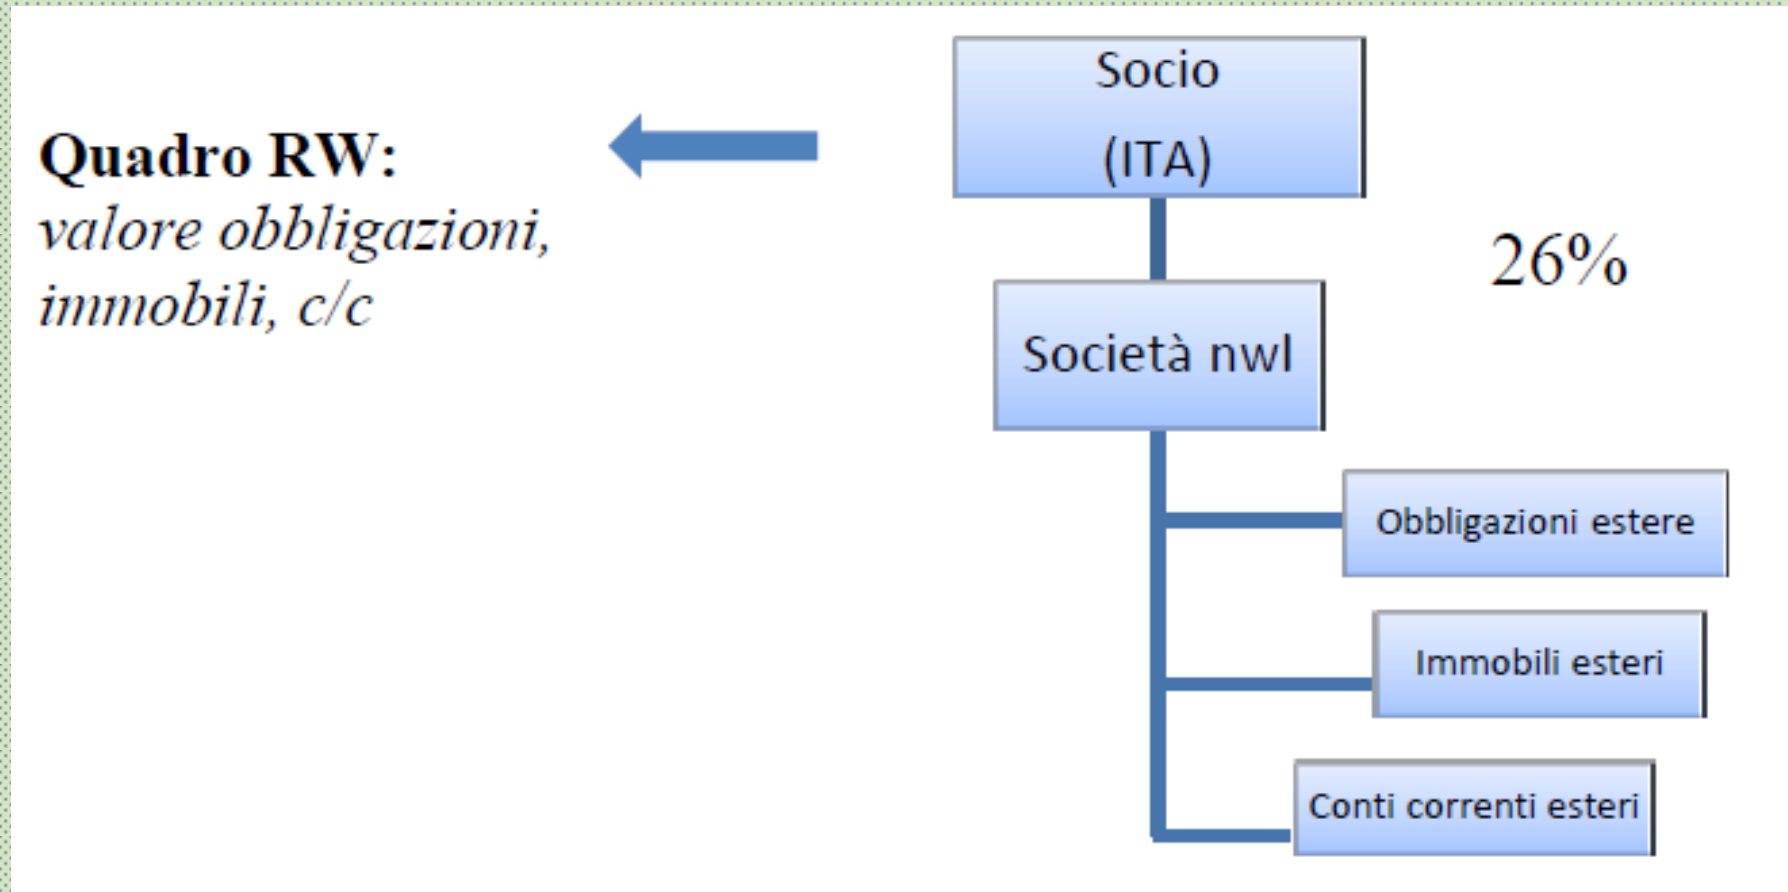 Quadro RW:
valore obbligazioni,
immobili, c/c
Socio
(ITA)
26%
Società nwl
Obbligazioni estere
Immobili esteri
Conti correnti esteri